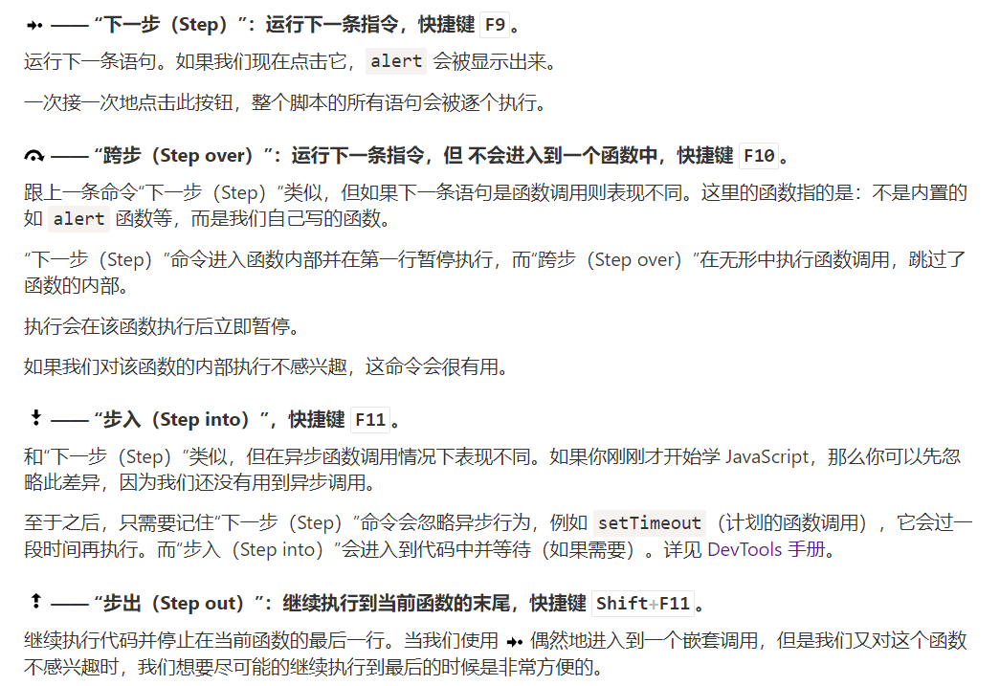 —— “下一步（Step）”：运行下一条指令，快捷键 F9。
运行下一条语句。如果我们现在点击它，alert 会被显示出来。
一次接一次地点击此按钮，整个脚本的所有语句会被逐个执行。
—— “跨步（Step over）”：运行下一条指令，但 不会进入到一个函数中，快捷键 F10。
跟上一条命令“下一步（Step）”类似，但如果下一条语句是函数调用则表现不同。这里的函数指的是：不是内置的
如 alert 函数等，而是我们自己写的函数。
“下一步（Step）”命令进入函数内部并在第一行暂停执行，而“跨步（Step over）”在无形中执行函数调用，跳过了
函数的内部。
执行会在该函数执行后立即暂停。
如果我们对该函数的内部执行不感兴趣，这命令会很有用。
—— “步入（Step into）”，快捷键 F11。
和“下一步（Step）”类似，但在异步函数调用情况下表现不同。如果你刚刚才开始学 JavaScript，那么你可以先忽
略此差异，因为我们还没有用到异步调用。
至于之后，只需要记住“下一步（Step）”命令会忽略异步行为，例如 setTimeout（计划的函数调用），它会过一
段时间再执行。而“步入（Step into）”会进入到代码中并等待（如果需要）。详见 DevTools 手册。
—— “步出（Step out）”：继续执行到当前函数的末尾，快捷键 Shift+F11。
继续执行代码并停止在当前函数的最后一行。当我们使用 偶然地进入到一个嵌套调用，但是我们又对这个函数
不感兴趣时，我们想要尽可能的继续执行到最后的时候是非常方便的。